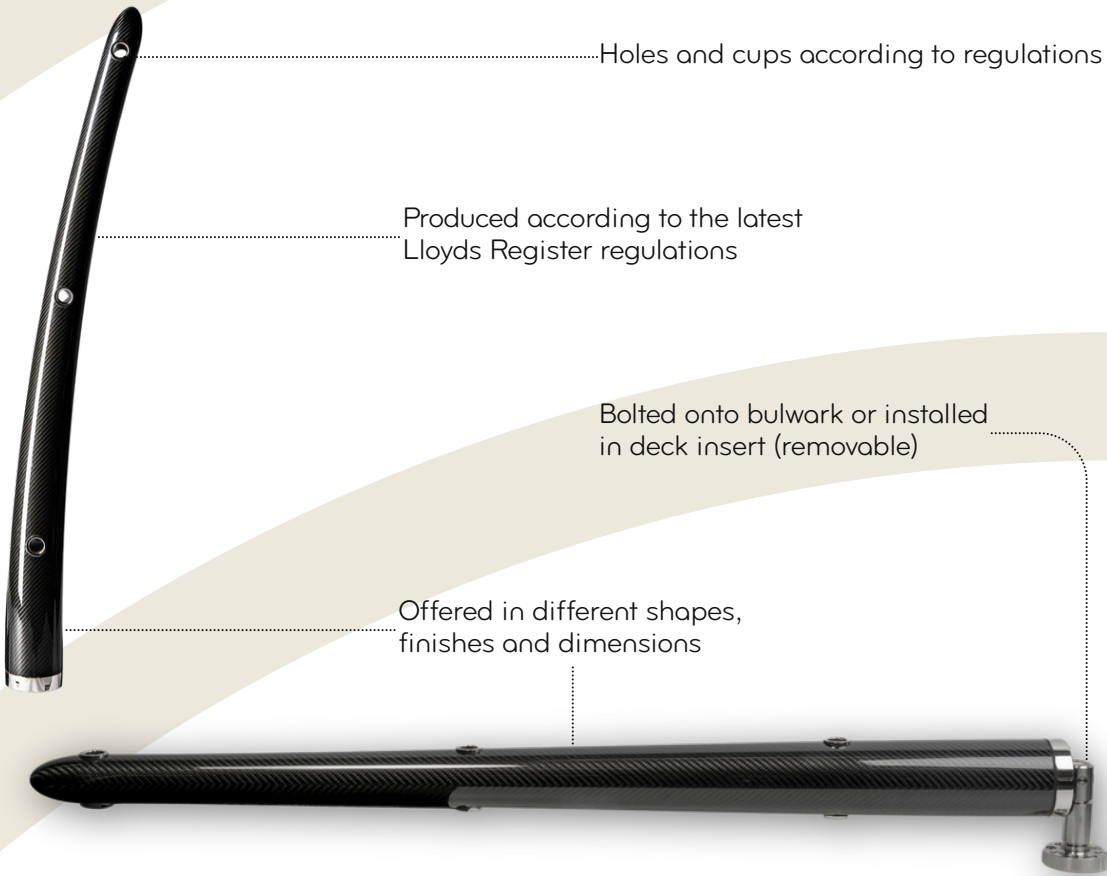 Holes and cups according to regulations
Produced according to the latest
Lloyds Register regulations
Bolted onto bulwark or installed
in deck insert (removable)
Offered in different shapes,
finishes and dimensions